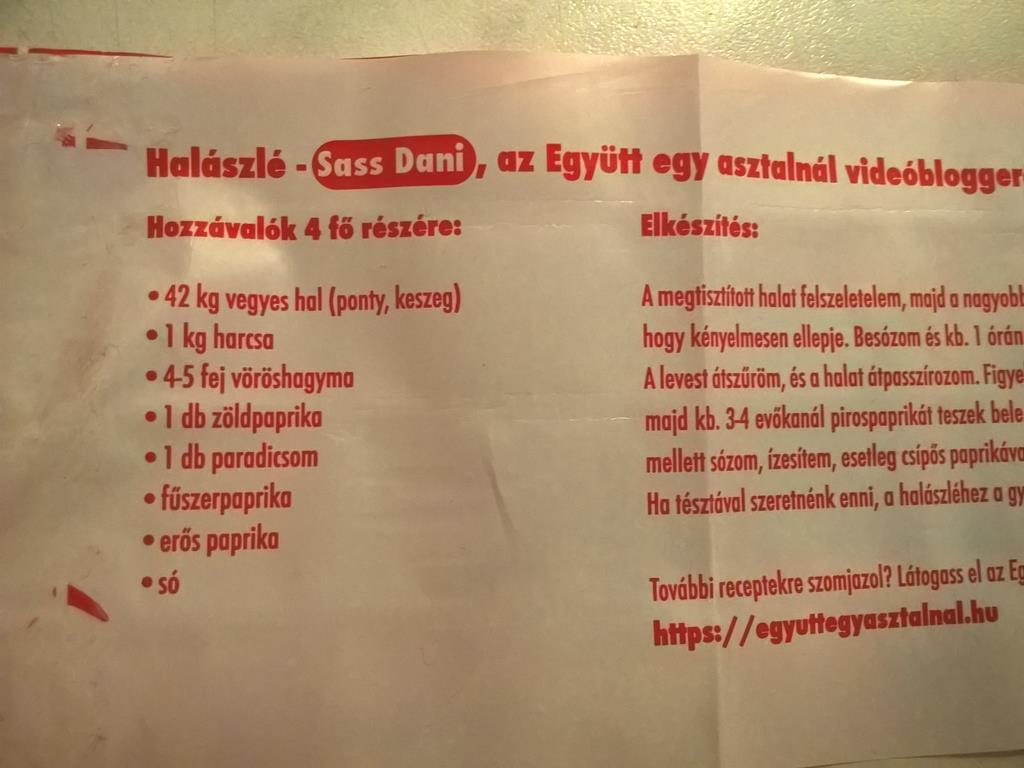 Halászlé - Sass Dani, az Együtt egy asztalnál videóblogger
Hozzávalók 4 fő részére:
• 42 kg vegyes hal (ponty, keszeg)
• 1 kg harcsa
• 4-5 fej vöröshagyma
• 1 db zöldpaprika
• 1 db paradicsom
• fűszerpaprika
• erős paprika
• só
Elkészítés:
A megtisztított halat felszeletelem, majd a nagyobb
hogy kényelmesen ellepje. Besózom és kb. 1 órán
A levest átszűröm, és a halat átpasszírozom. Figye
majd kb. 3-4 evőkanál pirospaprikát teszek bele
mellett sózom, ízesítem, esetleg csípős paprikáva
Ha tésztával szeretnénk enni, a halászléhez a gy
További receptekre szomjazol? Látogass el az Eg
https://egyuttegyasztalnal.hu